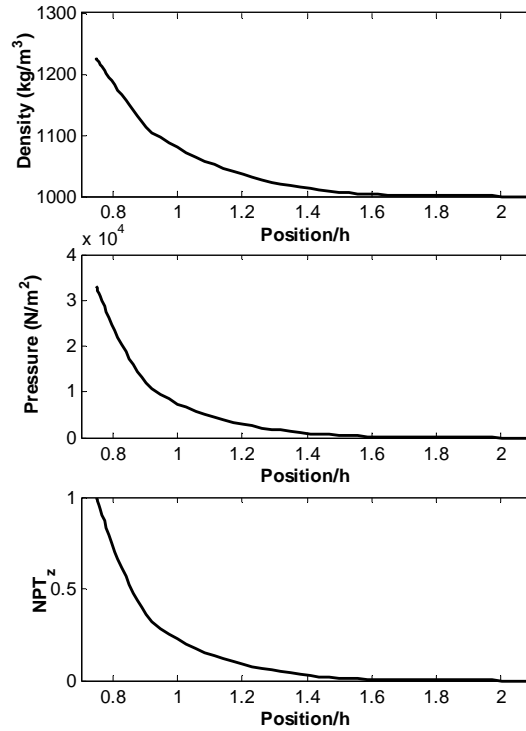 1300
1200
1100
1000
Density (kg/m³)
0.8 1 1.2 1.4 1.6 1.8 2
Position/h
x 10⁴
4
3
2
1
0
Pressure (N/m²)
0.8 1 1.2 1.4 1.6 1.8 2
Position/h
1
0.5
0
NPT_z
0.8 1 1.2 1.4 1.6 1.8 2
Position/h